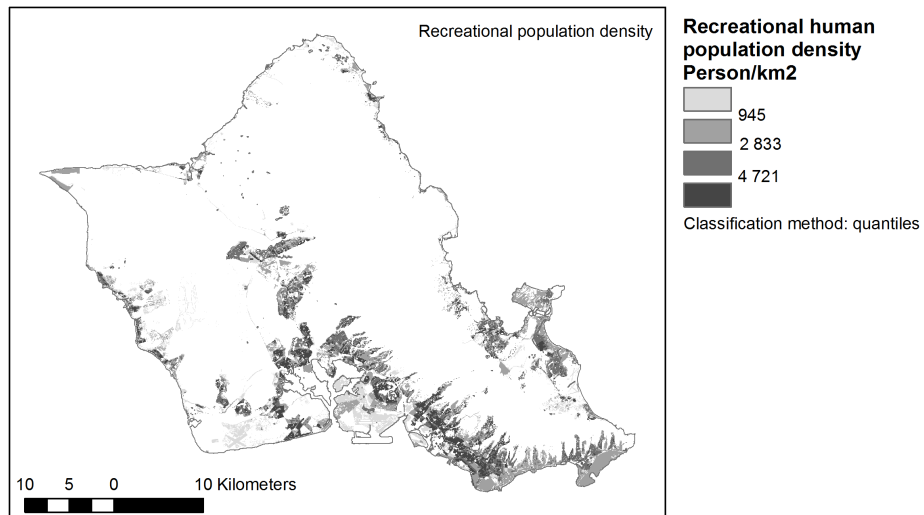 Recreational population density
Recreational human
population density
Person/km2
945
2 833
4 721
Classification method: quantiles
10 5 0 10 Kilometers